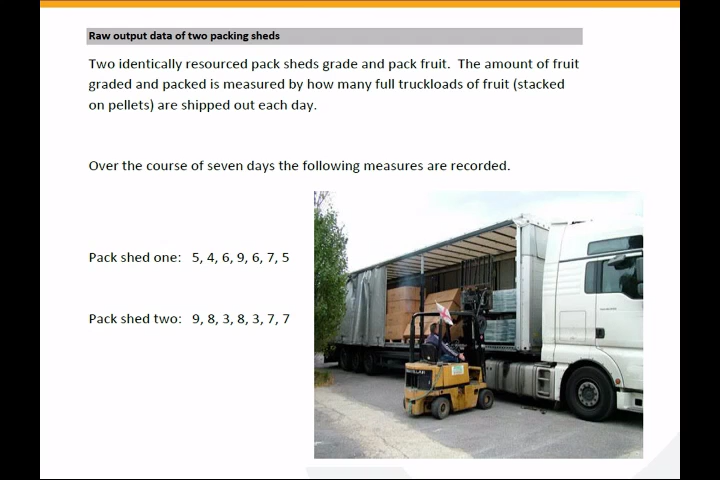 Raw output data of two packing sheds
Two identically resourced pack sheds grade and pack fruit. The amount of fruit
graded and packed is measured by how many full truckloads of fruit (stacked
on pellets) are shipped out each day.
Over the course of seven days the following measures are recorded.
Pack shed one: 5, 4, 6, 9, 6, 7, 5
Pack shed two: 9, 8, 3, 8, 3, 7, 7